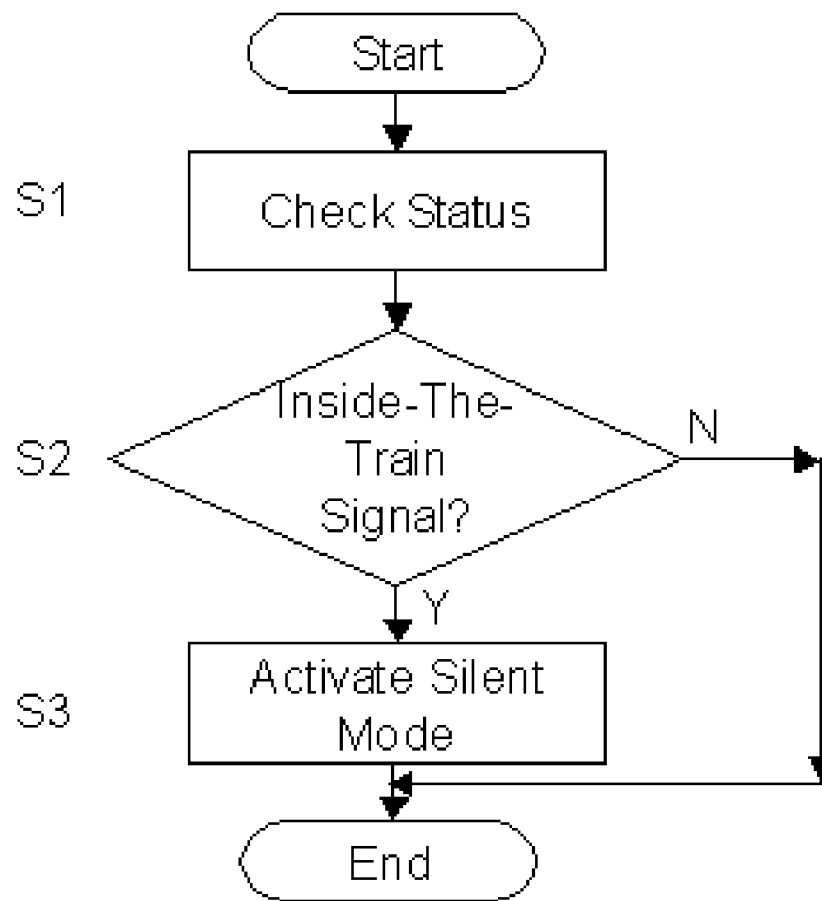 Start
S1
Check Status
S2
Inside-The-
Train
Signal?
N
Y
S3
Activate Silent
Mode
End